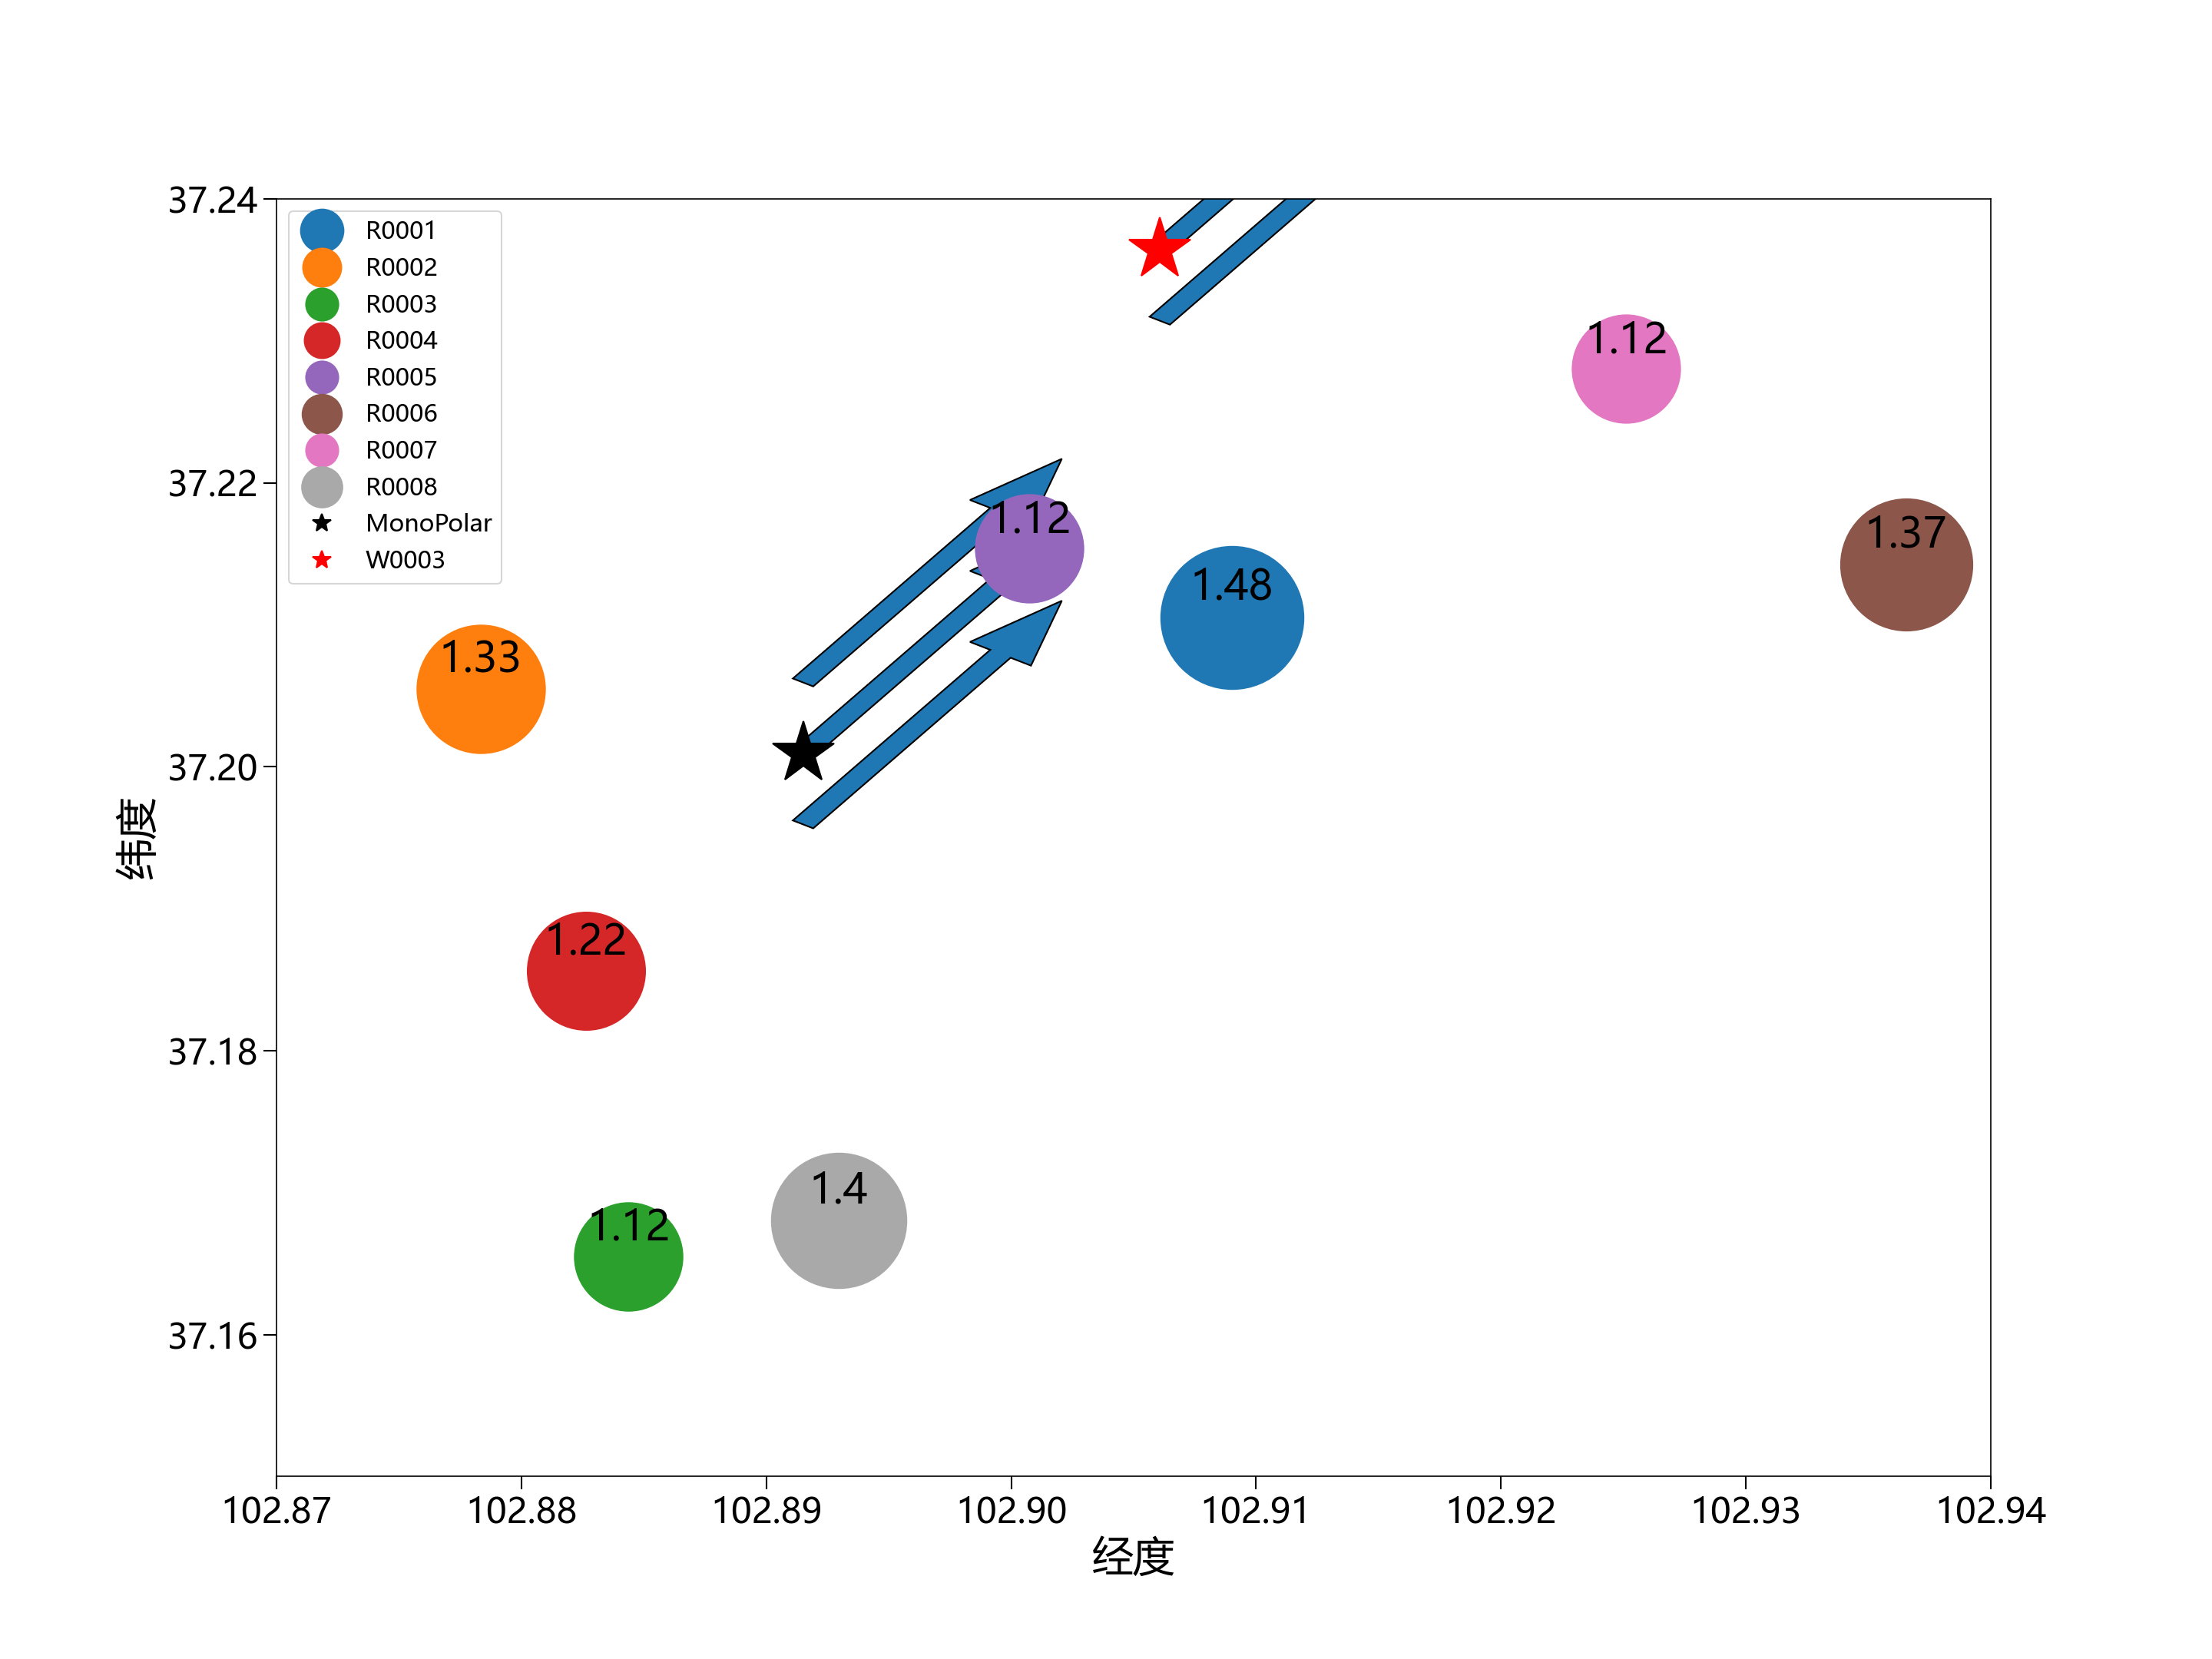 37.24
37.22
37.20
37.18
37.16
纬度
R0001
R0002
R0003
R0004
R0005
R0006
R0007
R0008
MonoPolar
W0003
1.12
1.12
1.37
1.48
1.33
1.22
1.4
1.12
102.87 102.88 102.89 102.90 102.91 102.92 102.93 102.94
经度